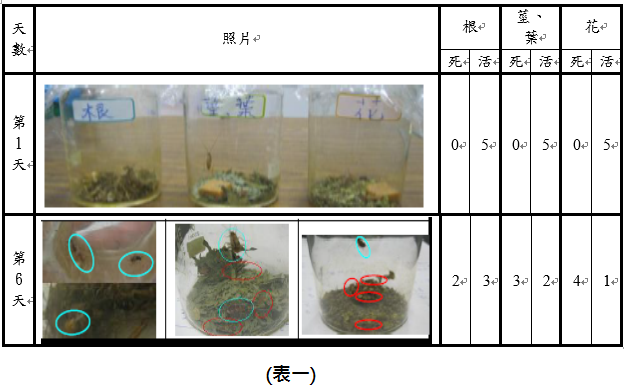 天數 照片 根 莖、葉 花
死 活 死 活 死 活
根 莖葉 花
第1天 0 5 0 5 0 5
第6天 2 3 3 2 4 1
(表一)